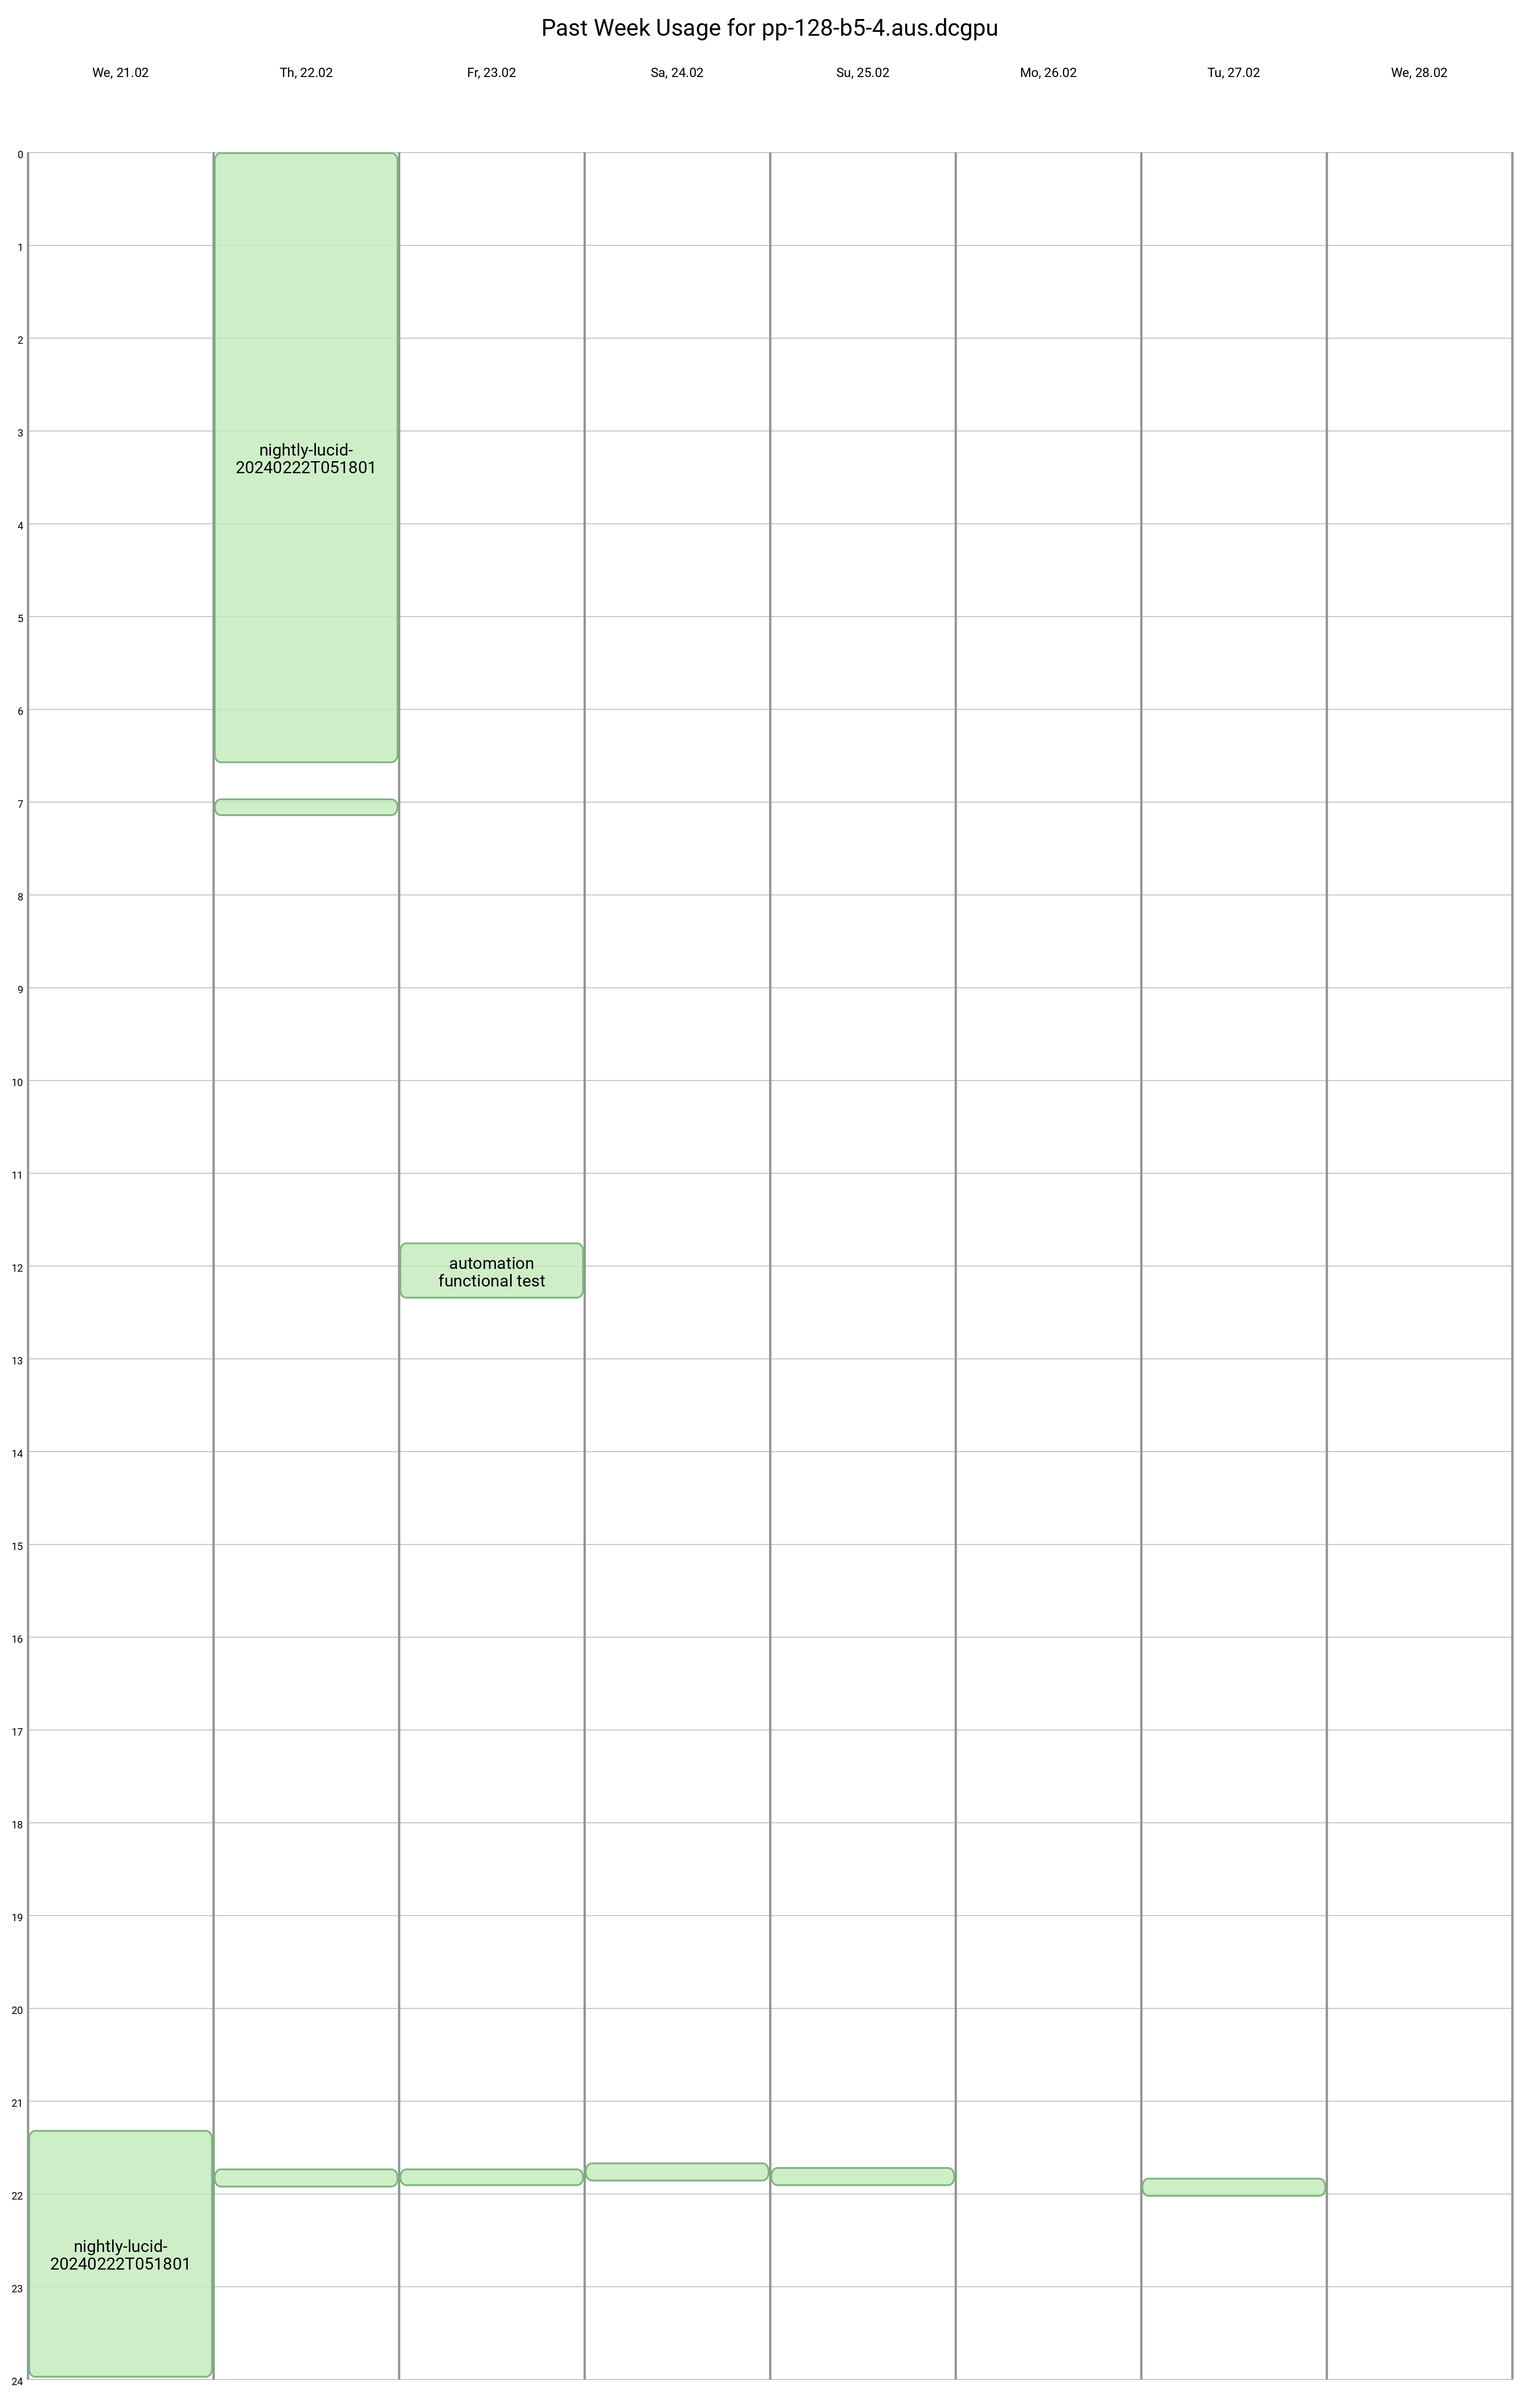 Past Week Usage for pp-128-b5-4.aus.dcgpu
We, 21.02
Th, 22.02
Fr, 23.02
Sa, 24.02
Su, 25.02
Mo, 26.02
Tu, 27.02
We, 28.02
0
1
2
3
nightly-lucid-
20240222T051801
4
5
6
7
8
9
10
11
12
automation
functional test
13
14
15
16
17
18
19
20
21
22
nightly-lucid-
20240222T051801
23
24